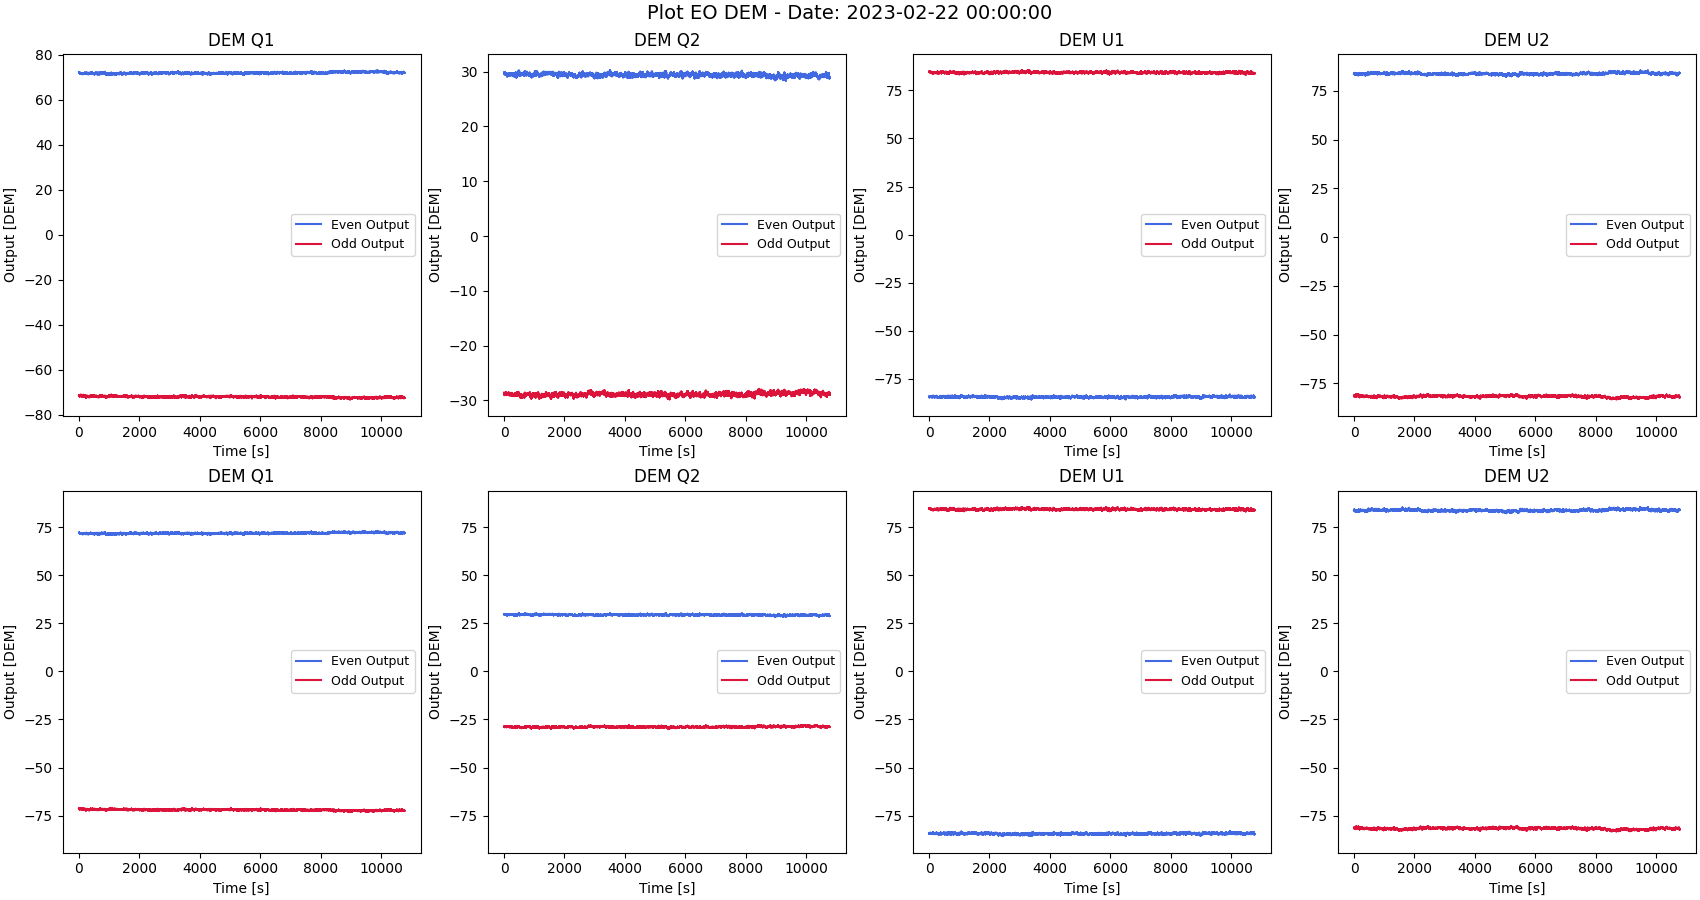 Plot EO DEM - Date: 2023-02-22 00:00:00
DEM Q1
Output [DEM]
80
60
40
20
0
−20
−40
−60
−80
Even Output
Odd Output
0 2000 4000 6000 8000 10000
Time [s]
DEM Q2
Output [DEM]
30
20
10
0
−10
−20
−30
Even Output
Odd Output
0 2000 4000 6000 8000 10000
Time [s]
DEM U1
Output [DEM]
75
50
25
0
−25
−50
−75
Even Output
Odd Output
0 2000 4000 6000 8000 10000
Time [s]
DEM U2
Output [DEM]
75
50
25
0
−25
−50
−75
Even Output
Odd Output
0 2000 4000 6000 8000 10000
Time [s]
DEM Q1
Output [DEM]
75
50
25
0
−25
−50
−75
Even Output
Odd Output
0 2000 4000 6000 8000 10000
Time [s]
DEM Q2
Output [DEM]
75
50
25
0
−25
−50
−75
Even Output
Odd Output
0 2000 4000 6000 8000 10000
Time [s]
DEM U1
Output [DEM]
75
50
25
0
−25
−50
−75
Even Output
Odd Output
0 2000 4000 6000 8000 10000
Time [s]
DEM U2
Output [DEM]
75
50
25
0
−25
−50
−75
Even Output
Odd Output
0 2000 4000 6000 8000 10000
Time [s]